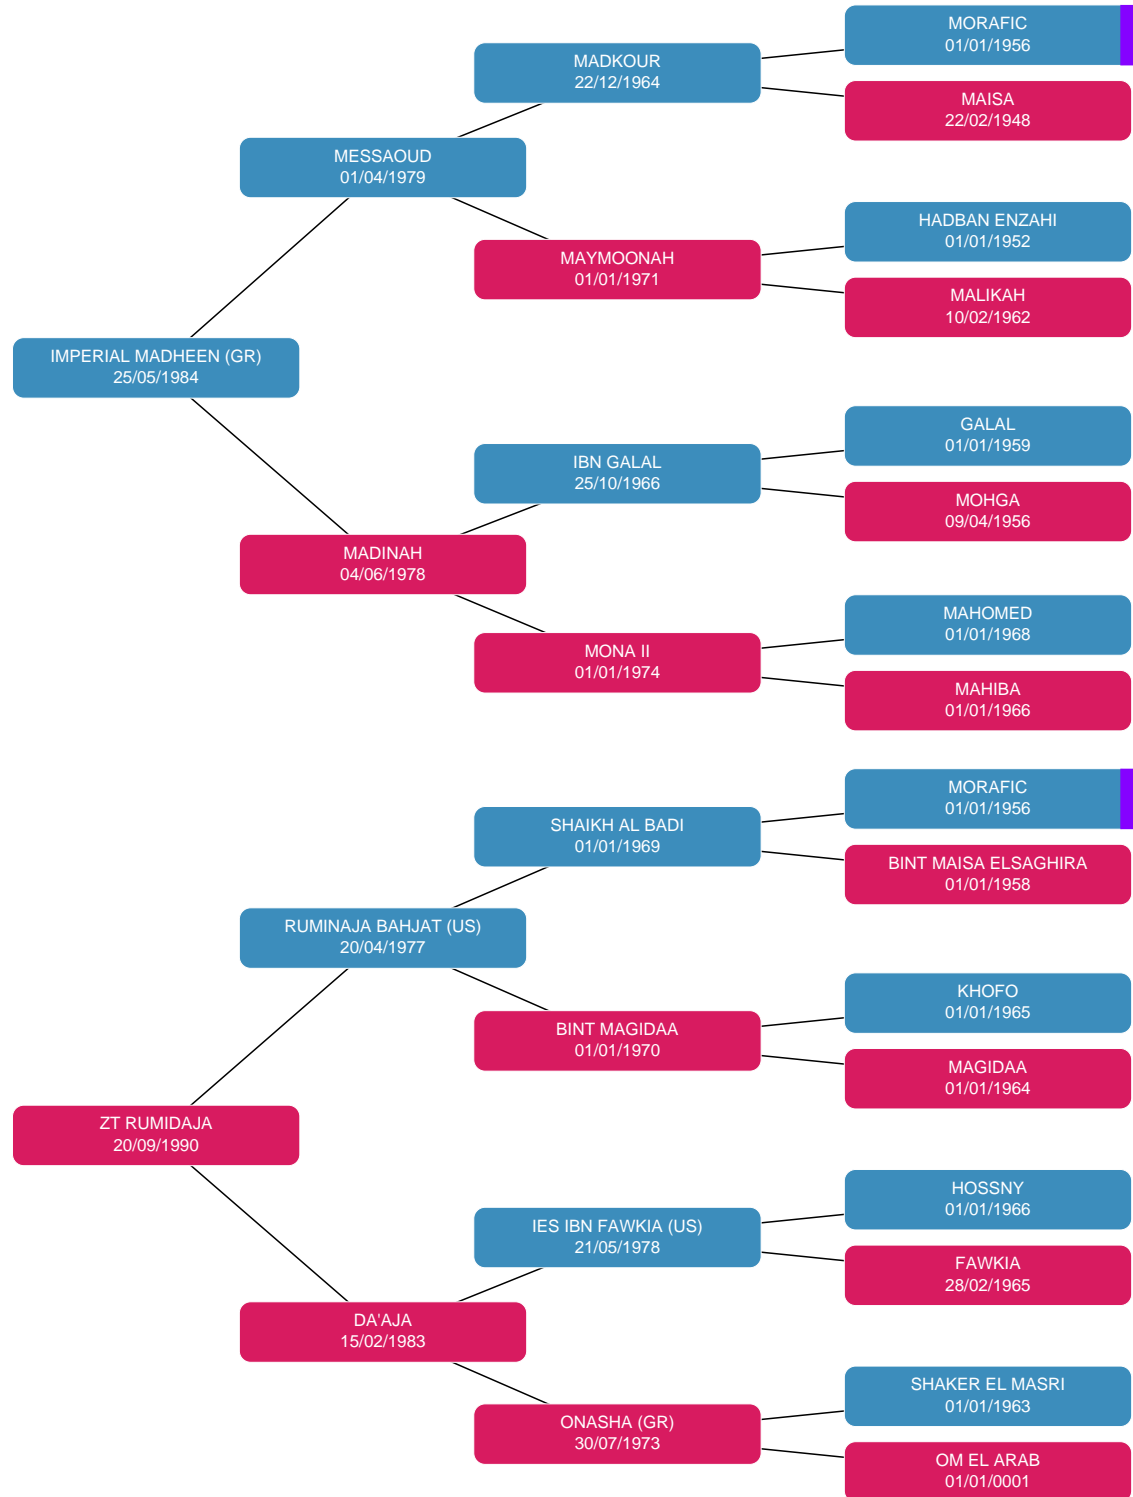 MORAFIC
01/01/1956
MADKOUR
22/12/1964
MAISA
22/02/1948
MESSAOUD
01/04/1979
HADBAN ENZAHI
01/01/1952
MAYMOONAH
01/01/1971
MALIKAH
10/02/1962
IMPERIAL MADHEEN (GR)
25/05/1984
GALAL
01/01/1959
IBN GALAL
25/10/1966
MOHGA
09/04/1956
MADINAH
04/06/1978
MAHOMED
01/01/1968
MONA II
01/01/1974
MAHIBA
01/01/1966
MORAFIC
01/01/1956
SHAIKH AL BADI
01/01/1969
BINT MAISA ELSAGHIRA
01/01/1958
RUMINAJA BAHJAT (US)
20/04/1977
KHOFO
01/01/1965
BINT MAGIDAA
01/01/1970
MAGIDAA
01/01/1964
ZT RUMIDAJA
20/09/1990
HOSSNY
01/01/1966
IES IBN FAWKIA (US)
21/05/1978
FAWKIA
28/02/1965
DA'AJA
15/02/1983
SHAKER EL MASRI
01/01/1963
ONASHA (GR)
30/07/1973
OM EL ARAB
01/01/0001